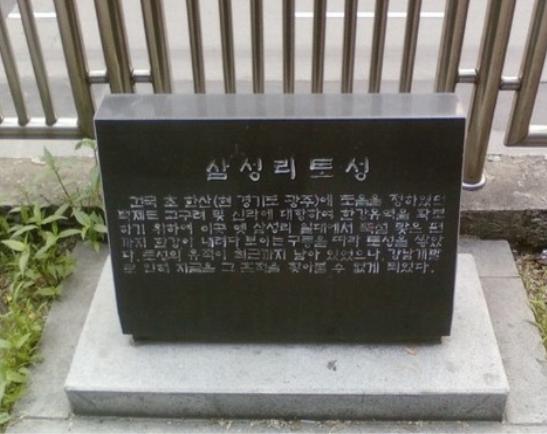 삼성리토성
건국 초 한산(현 경기도 광주)에 도읍을 정하였던
백제는 고구려 및 신라에 대항하여 한강유역을 확보
하기 위하여 이곳 옛 삼성리 일대에서 뚝섬 맞은 편
까지 한강이 내려다 보이는 구릉을 따라 토성을 쌓았
다. 토성의 유적이 최근까지 남아 있었으나, 강남개발
로 인해 지금은 그 흔적을 찾아볼 수 없게 되었다.